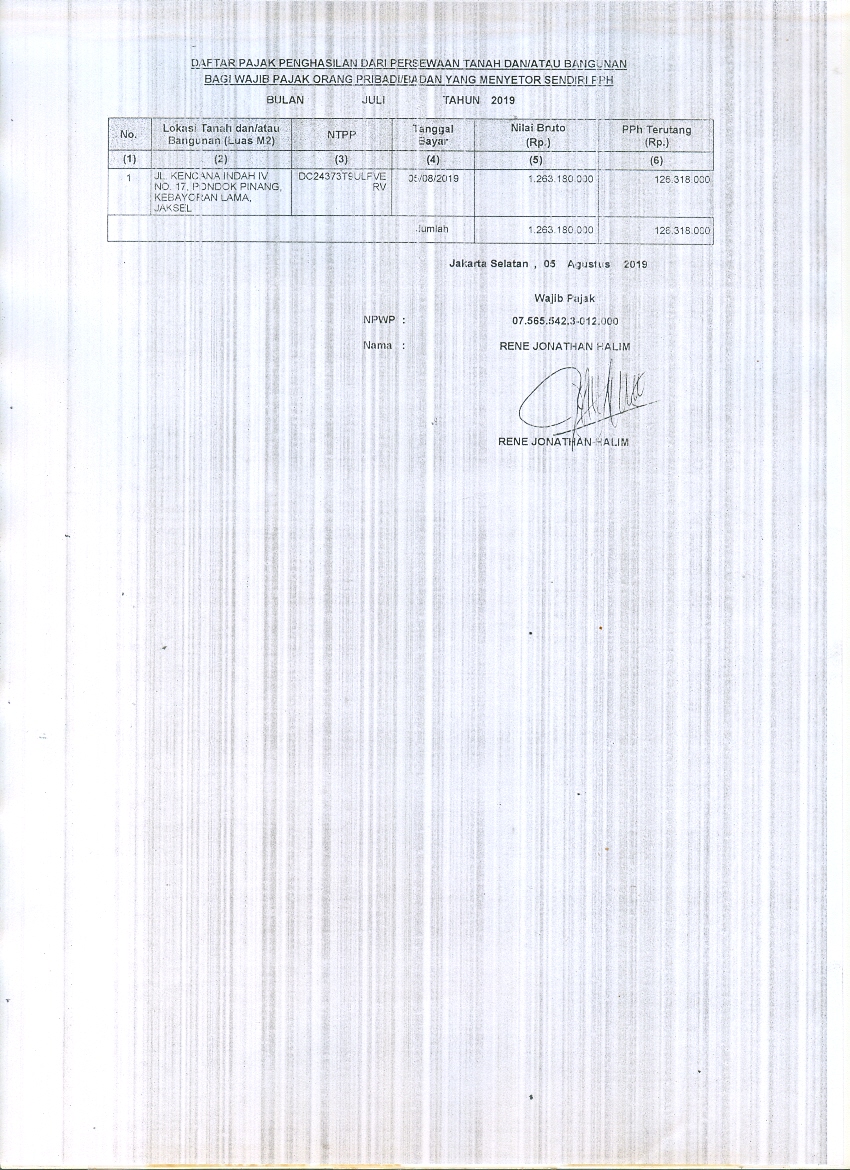 DAFTAR PAJAK PENGHASILAN DARI PERSEWAAN TANAH DAN/ATAU BANGUNAN
BAGI WAJIB PAJAK ORANG PRIBADI/BADAN YANG MENYETOR SENDIRI PPH
BULAN JULI TAHUN 2019
No. Lokasi Tanah dan/atau Bangunan (Luas M2) NTPP Tanggal Bayar Nilai Bruto (Rp.) PPh Terutang (Rp.)
(1) (2) (3) (4) (5) (6)
1 JL. KENCANA INDAH IV DC24373T9ULFVE 05/08/2019 1.263.180.000 126.318.000
NO. 17, PONDOK PINANG, RV
KEBAYORAN LAMA,
JAKSEL
Jumlah 1.263.180.000 126.318.000
Jakarta Selatan , 05 Agustus 2019
Wajib Pajak
NPWP : 07.565.542.3-012.000
Nama : RENE JONATHAN HALIM
RENE JONATHAN HALIM